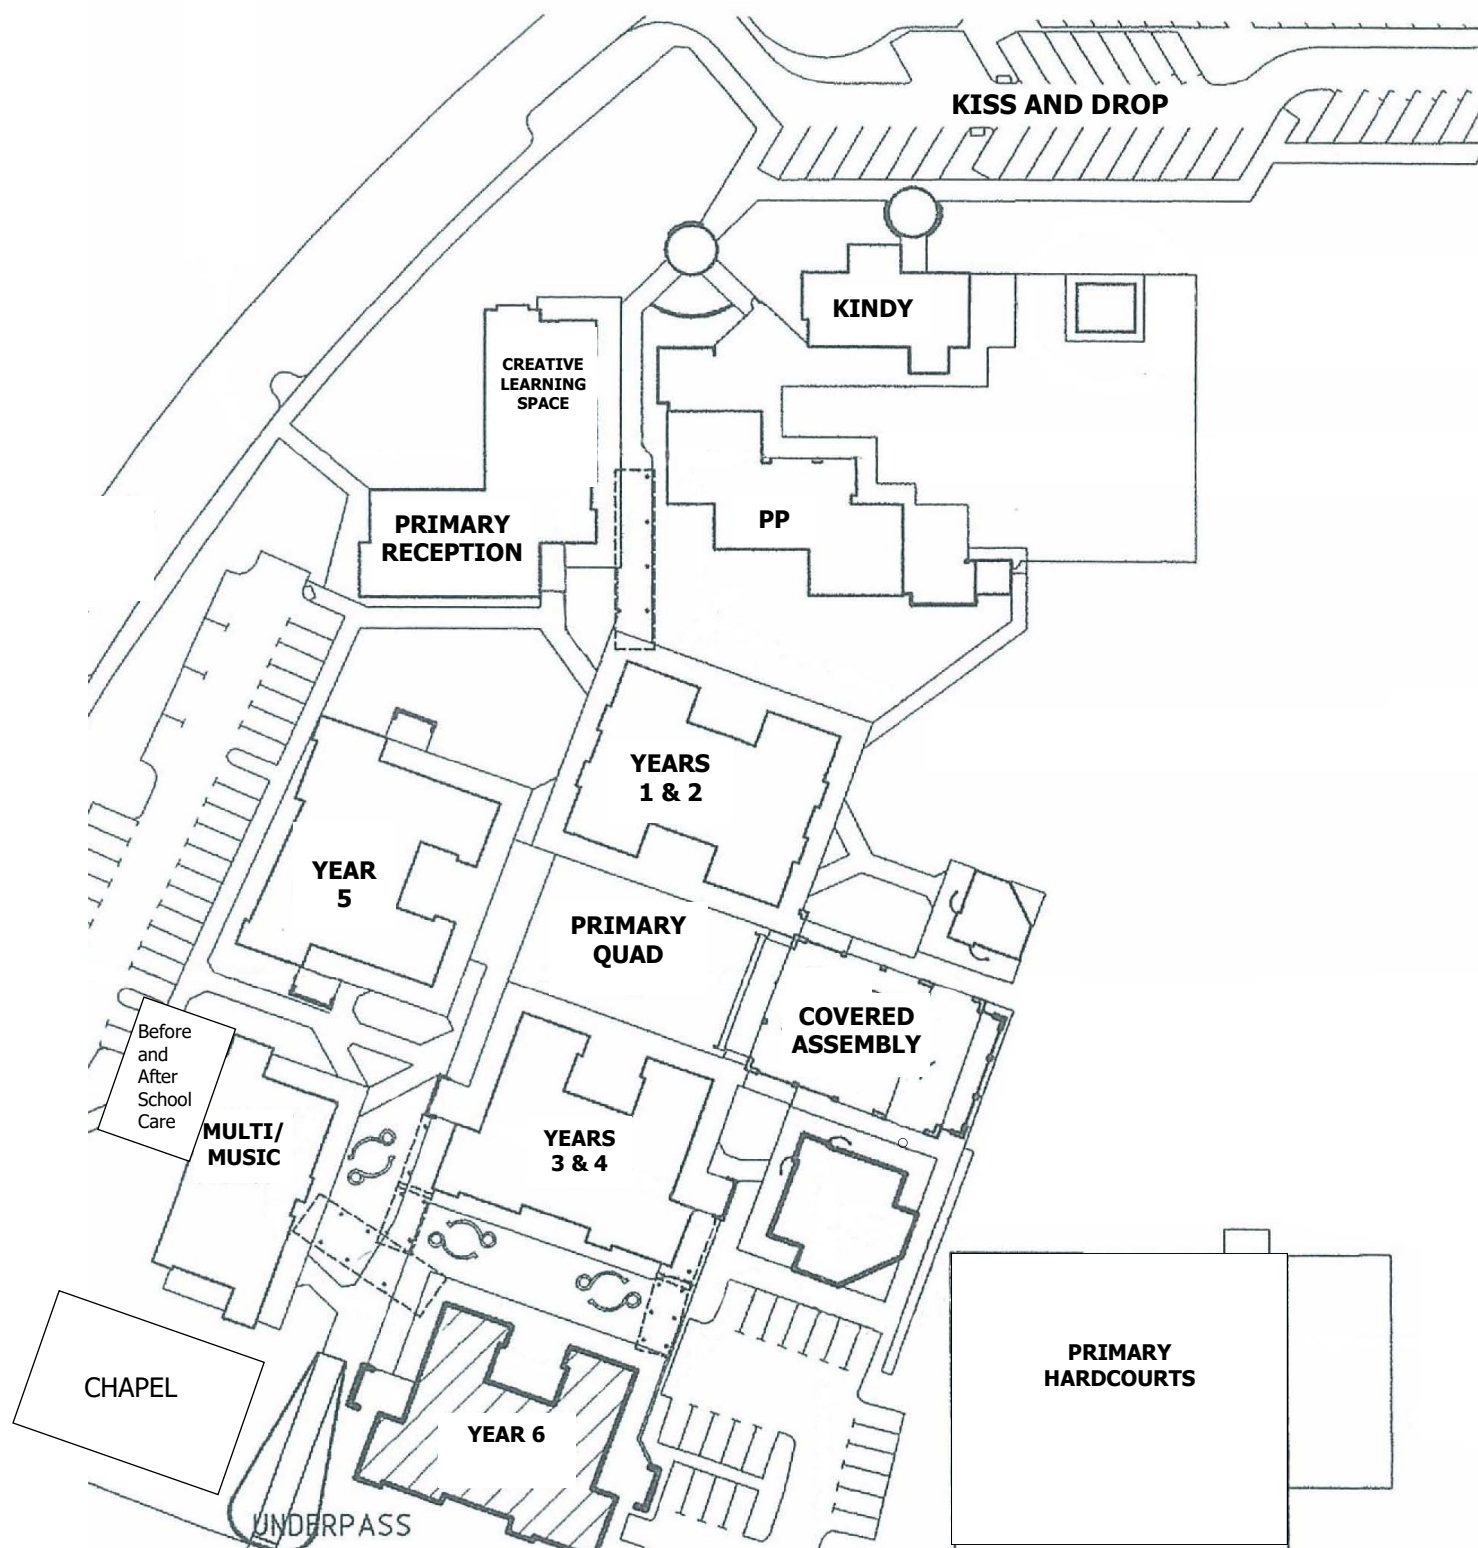 KISS AND DROP
KINDY
CREATIVE
LEARNING
SPACE
PRIMARY
RECEPTION
PP
YEARS
1 & 2
YEAR
5
PRIMARY
QUAD
COVERED
ASSEMBLY
Before
and
After
School
Care
MULTI/
MUSIC
YEARS
3 & 4
PRIMARY
HARDCOURTS
CHAPEL
YEAR 6
UNDERPASS